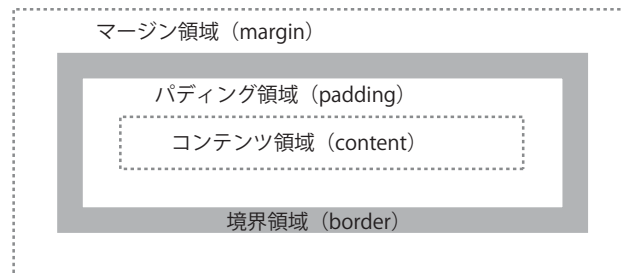 マージン領域（margin）
パディング領域（padding）
コンテンツ領域（content）
境界領域（border）